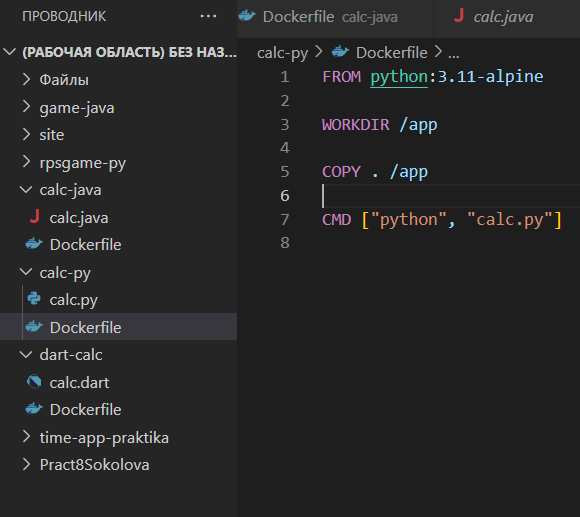 ПРОВОДНИК ...
(РАБОЧАЯ ОБЛАСТЬ) БЕЗ НАЗ...
Файлы
game-java
site
rpsgame-py
calc-java
calc.java
Dockerfile
calc-py
calc.py
Dockerfile
dart-calc
calc.dart
Dockerfile
time-app-praktika
Pract8Sokolova
Dockerfile calc-java
J calc.java
calc-py > Dockerfile > ...
1 FROM python:3.11-alpine
2
3 WORKDIR /app
4
5 COPY . /app
6
7 CMD ["python", "calc.py"]
8